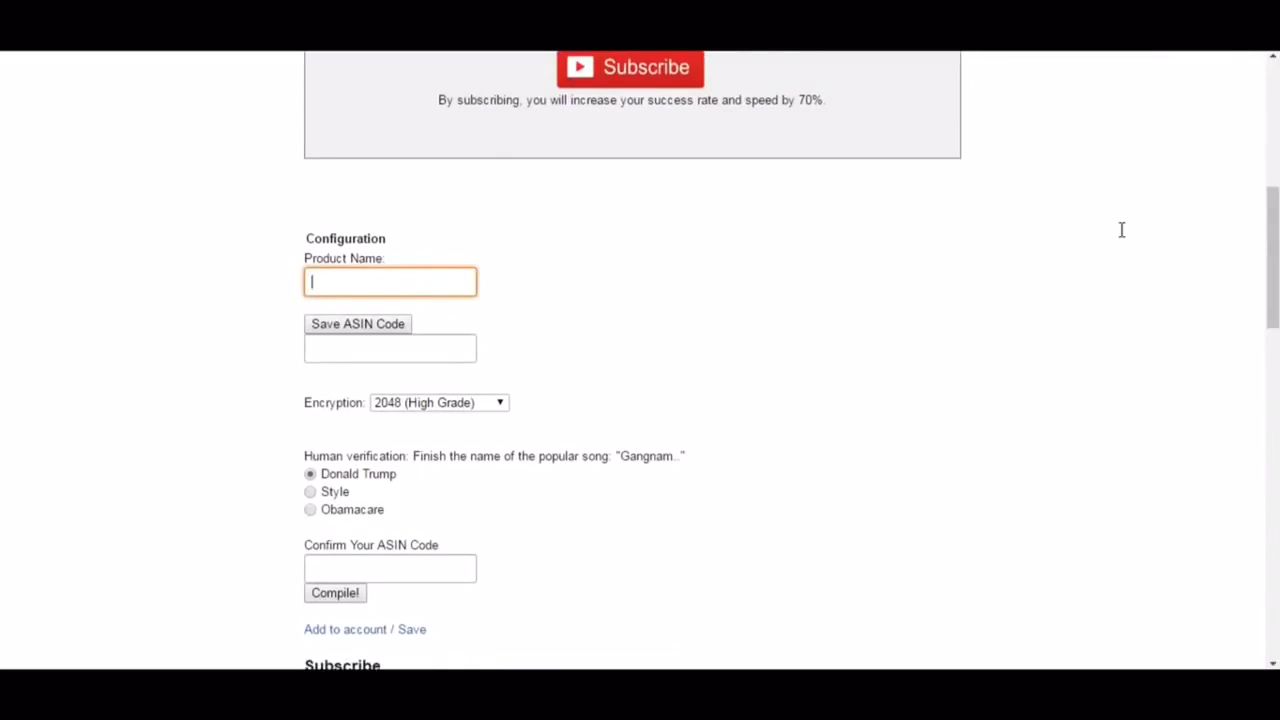 Subscribe
By subscribing, you will increase your success rate and speed by 70%.
Configuration
Product Name:
Save ASIN Code
Encryption: 2048 (High Grade)
Human verification: Finish the name of the popular song: "Gangnam.."
Donald Trump
Style
Obamacare
Confirm Your ASIN Code
Compile!
Add to account / Save
Subscribe